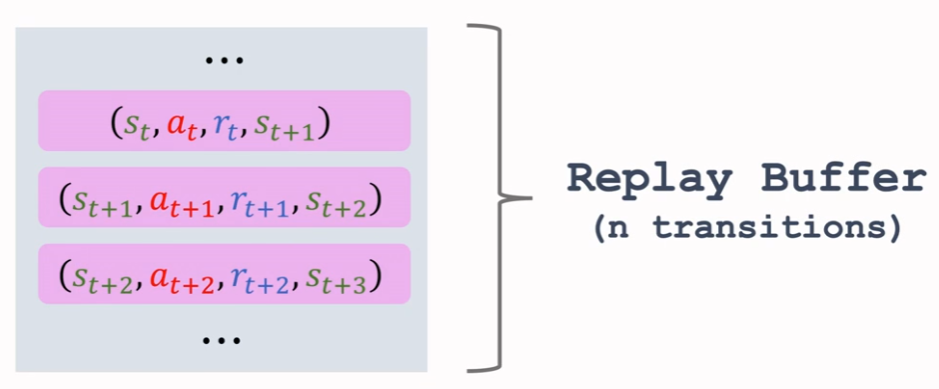 ...
(s_t, a_t, r_t, s_{t+1})
(s_{t+1}, a_{t+1}, r_{t+1}, s_{t+2})
(s_{t+2}, a_{t+2}, r_{t+2}, s_{t+3})
...
Replay Buffer
(n transitions)